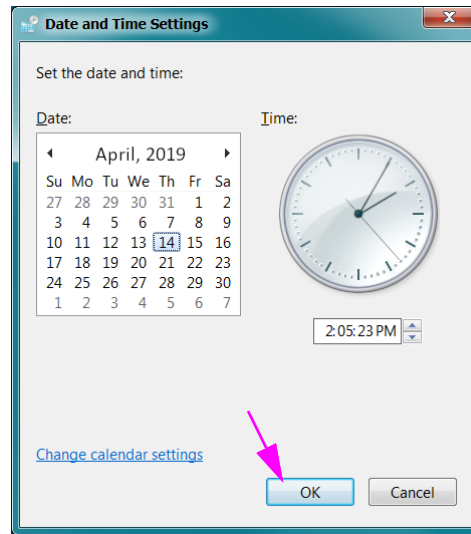 Date and Time Settings
X
Set the date and time:
Date:
Time:
April, 2019
Su Mo Tu We Th Fr Sa
27 28 29 30 31 1 2
3 4 5 6 7 8 9
10 11 12 13 14 15 16
17 18 19 20 21 22 23
24 25 26 27 28 29 30
1 2 3 4 5 6 7
2:05:23 PM
Change calendar settings
OK Cancel